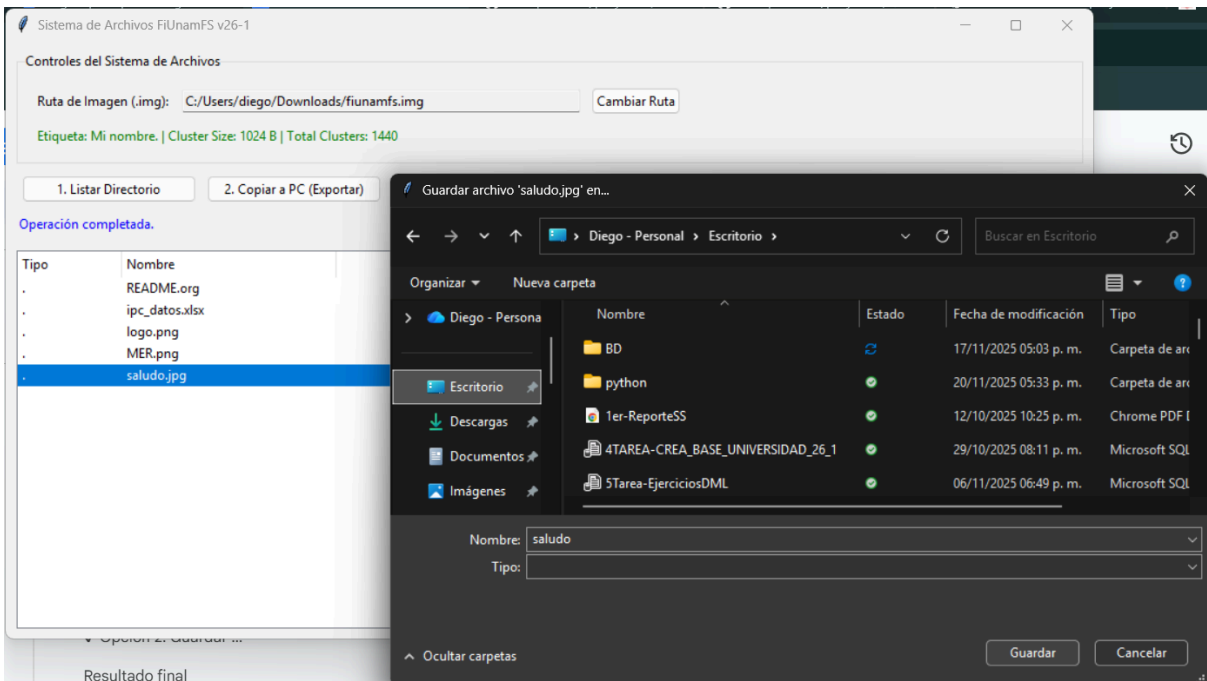 Sistema de Archivos FiUnamFS v26-1
Controles del Sistema de Archivos
Ruta de Imagen (.img): C:/Users/diego/Downloads/fiunamfs.img Cambiar Ruta
Etiqueta: Mi nombre. | Cluster Size: 1024 B | Total Clusters: 1440
1. Listar Directorio 2. Copiar a PC (Exportar)
Operación completada.
Tipo Nombre
. README.org
. ipc_datos.xlsx
. logo.png
. MER.png
. saludo.jpg
Guardar archivo 'saludo.jpg' en...
Diego - Personal > Escritorio >
Buscar en Escritorio
Organizar Nueva carpeta
Diego - Persona
Escritorio
Descargas
Documentos
Imágenes
Nombre Estado Fecha de modificación Tipo
BD 17/11/2025 05:03 p. m. Carpeta de arc
python 20/11/2025 05:33 p. m. Carpeta de arc
1er-ReporteSS 12/10/2025 10:25 p. m. Chrome PDF D
4TAREA-CREA_BASE_UNIVERSIDAD_26_1 29/10/2025 08:11 p. m. Microsoft SQL
5Tarea-EjerciciosDML 06/11/2025 06:49 p. m. Microsoft SQL
Nombre: saludo
Tipo:
Ocultar carpetas
Guardar Cancelar
Resultado final